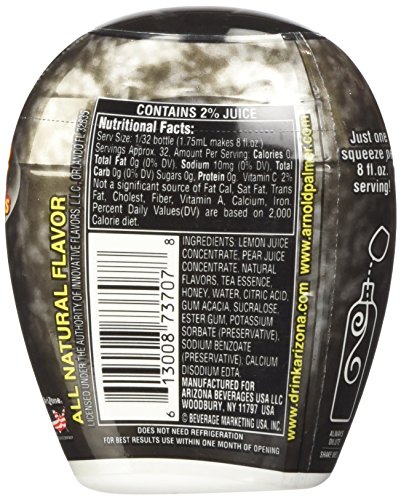 CONTAINS 2% JUICE
Nutritional Facts:
Serv Size: 1/32 bottle (1.75mL makes 8 fl.oz.)
Servings Approx. 32, Amount Per Serving: Calories 0
Total Fat 0g (0% DV), Sodium 10mg (0% DV), Total
Carb 0g (0% DV) Sugars 0g, Protein 0g Vitamin C 2%
Not a significant source of Fat Cal, Sat Fat, Trans
Fat, Cholest, Fiber, Vitamin A, Calcium, Iron.
Percent Daily Values(DV) are based on 2,000
Calorie diet.
INGREDIENTS: LEMON JUICE
CONCENTRATE, PEAR JUICE
CONCENTRATE, NATURAL
FLAVORS, TEA ESSENCE,
HONEY, WATER, CITRIC ACID,
GUM ACACIA, SUCRALOSE,
ESTER GUM, POTASSIUM
SORBATE (PRESERVATIVE),
SODIUM BENZOATE
(PRESERVATIVE), CALCIUM
DISODIUM EDTA.
MANUFACTURED FOR
ARIZONA BEVERAGES USA LLC
WOODBURY, NY 11797 USA
© BEVERAGE MARKETING USA, INC.
6 13008 73707 8
DOES NOT NEED REFRIGERATION
FOR BEST RESULTS USE WITHIN ONE MONTH OF OPENING
ALL NATURAL FLAVOR
LICENSED UNDER THE AUTHORITY OF INNOVATIVE FLAVORS L.L.C. ORLANDO FL 32835
www.drinkarizona.com
www.arnoldpalmer.com
Just one
squeeze
8 fl.oz.
serving!
ALWAYS
DILUTE